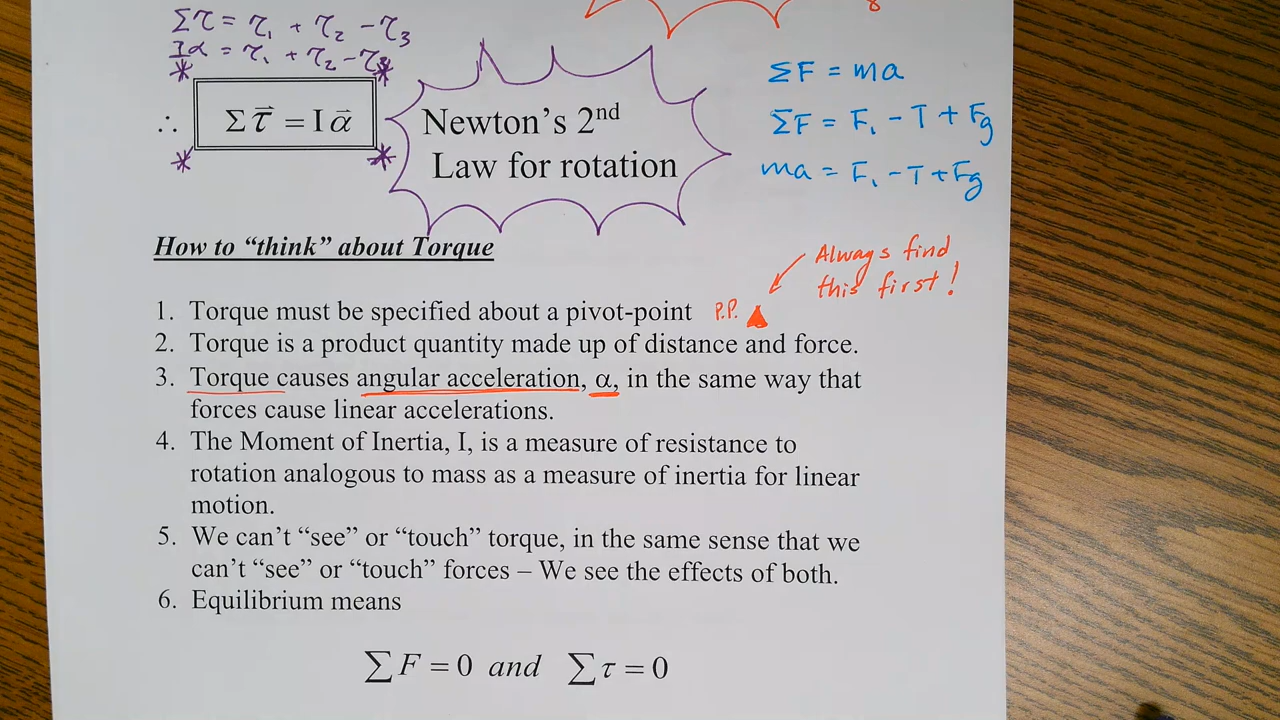 Στ = τ₁ + τ₂ - τ₃
Iα = τ₁ + τ₂ - τ₃
∴ Στ⃗ = I α⃗
Newton's 2nd
Law for rotation
ΣF = ma
ΣF = F₁ - T + Fg
ma = F₁ - T + Fg
How to “think” about Torque
Always find
this first!
1. Torque must be specified about a pivot-point P.P.
2. Torque is a product quantity made up of distance and force.
3. Torque causes angular acceleration, α, in the same way that
forces cause linear accelerations.
4. The Moment of Inertia, I, is a measure of resistance to
rotation analogous to mass as a measure of inertia for linear
motion.
5. We can't “see” or “touch” torque, in the same sense that we
can't “see” or “touch” forces – We see the effects of both.
6. Equilibrium means
∑F = 0 and ∑τ = 0